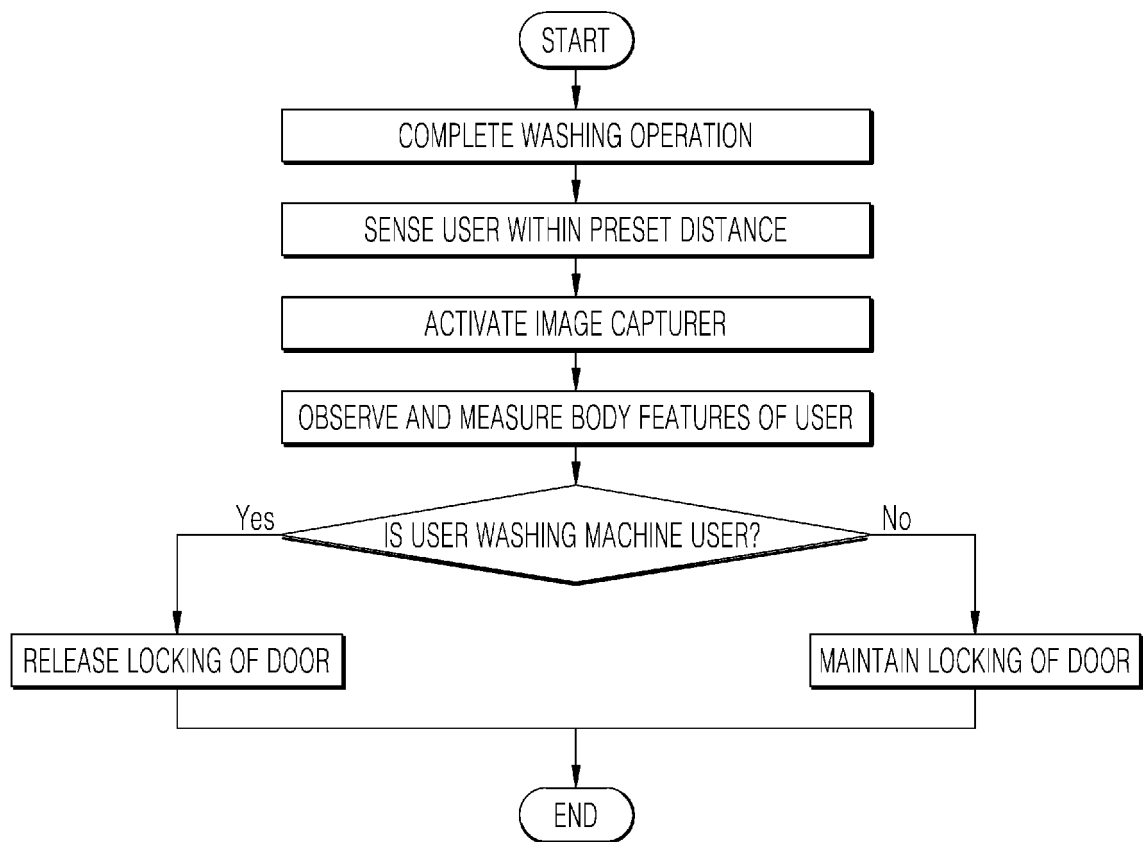 START
COMPLETE WASHING OPERATION
SENSE USER WITHIN PRESET DISTANCE
ACTIVATE IMAGE CAPTURER
OBSERVE AND MEASURE BODY FEATURES OF USER
Yes
IS USER WASHING MACHINE USER?
No
RELEASE LOCKING OF DOOR
MAINTAIN LOCKING OF DOOR
END